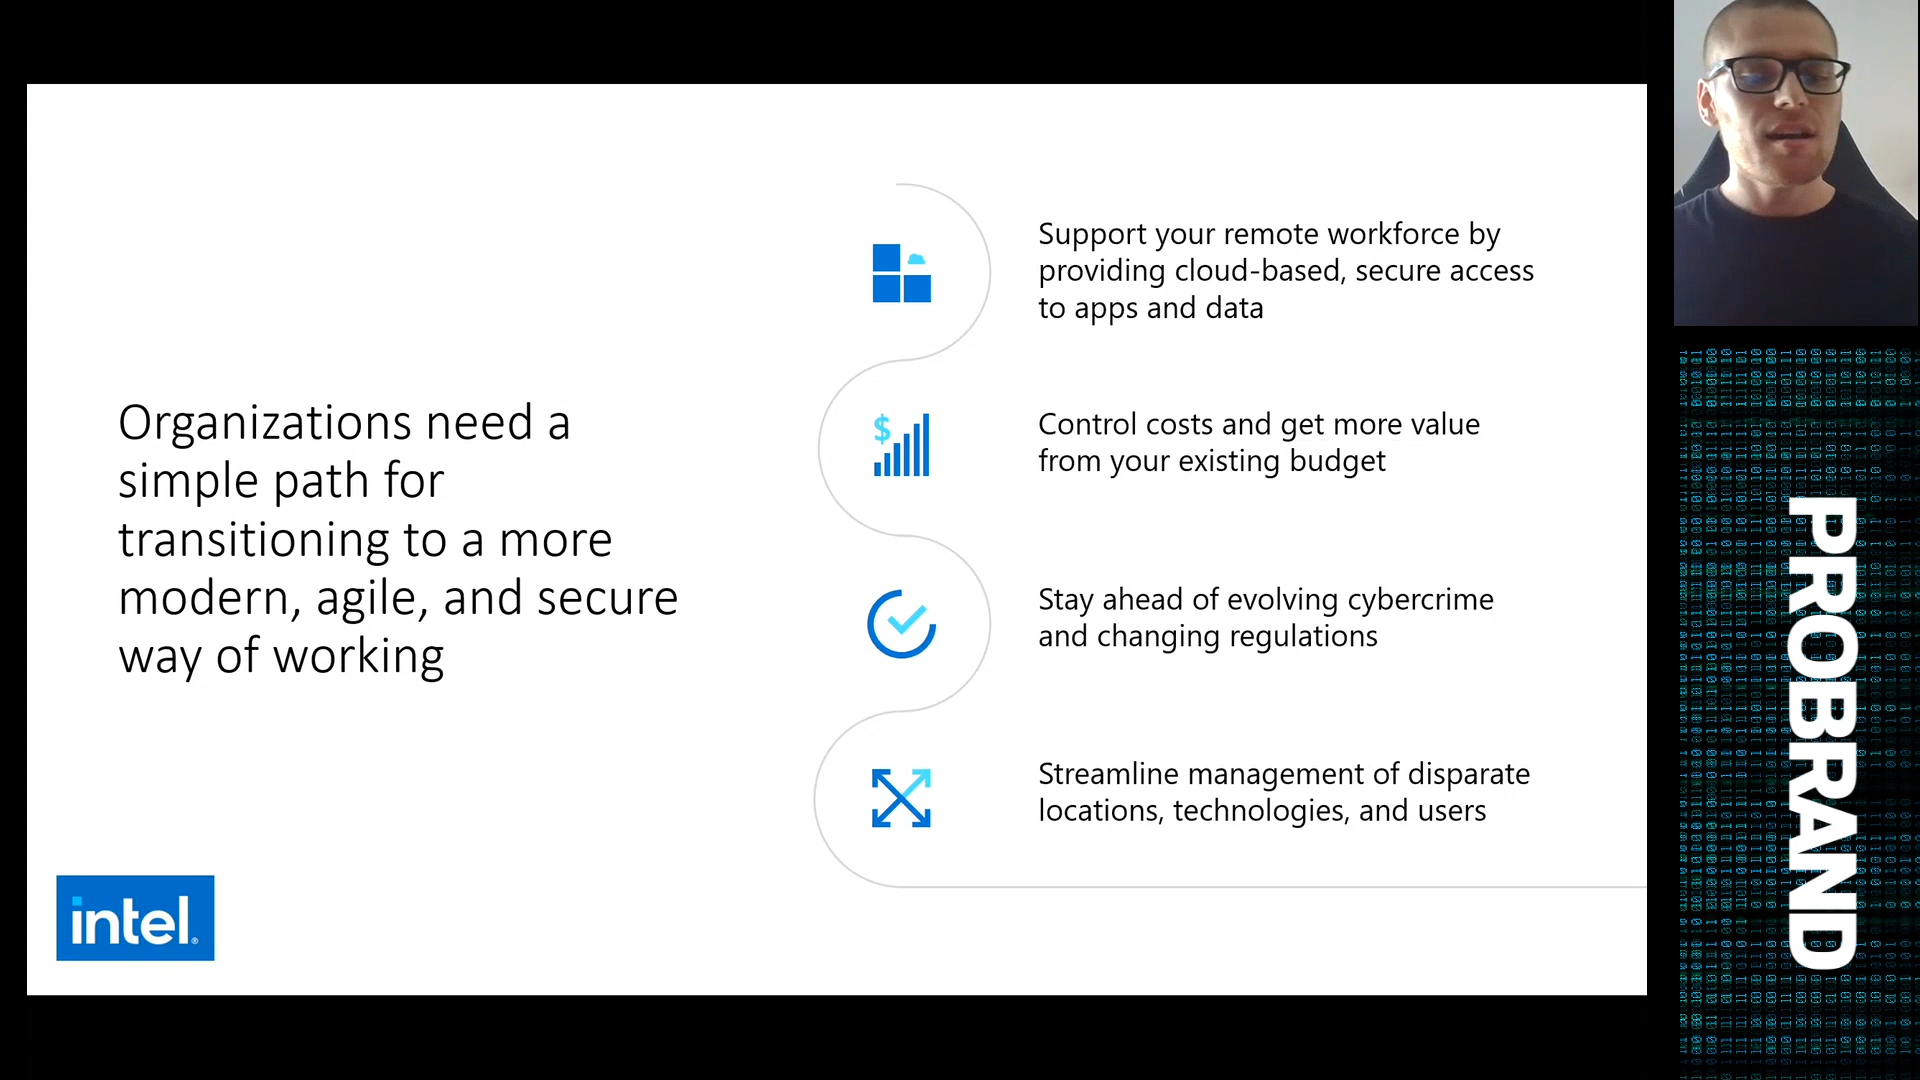 Organizations need a
simple path for
transitioning to a more
modern, agile, and secure
way of working
Support your remote workforce by
providing cloud-based, secure access
to apps and data
$
Control costs and get more value
from your existing budget
Stay ahead of evolving cybercrime
and changing regulations
Streamline management of disparate
locations, technologies, and users
intel.
PROBRAND